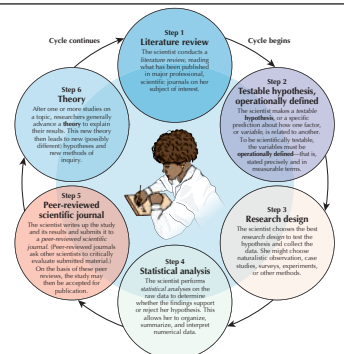 Step 1
Literature review
The scientist conducts a
literature review, reading
what has been published
in major professional,
scientific journals on her
subject of interest.
Cycle begins
Step 2
Testable hypothesis,
operationally defined
The scientist makes a testable
hypothesis, or a specific
prediction about how one factor,
or variable, is related to another.
To be scientifically testable,
the variables must be
operationally defined—that is,
stated precisely and in
measurable terms.
Step 3
Research design
The scientist chooses the best
research design to test the
hypothesis and collect the
data. She might choose
naturalistic observation, case
studies, surveys, experiments,
or other methods.
Step 4
Statistical analysis
The scientist performs
statistical analyses on the
raw data to determine
whether the findings support
or reject her hypothesis. This
allows her to organize,
summarize, and interpret
numerical data.
Step 5
Peer-reviewed
scientific journal
The scientist writes up the study
and its results and submits it to
a peer-reviewed scientific
journal. (Peer-reviewed journals
ask other scientists to critically
evaluate submitted material.)
On the basis of these peer
reviews, the study may
then be accepted for
publication.
Step 6
Theory
After one or more studies on
a topic, researchers generally
advance a theory to explain
their results. This new theory
then leads to new (possibly
different) hypotheses and
new methods of
inquiry.
Cycle continues